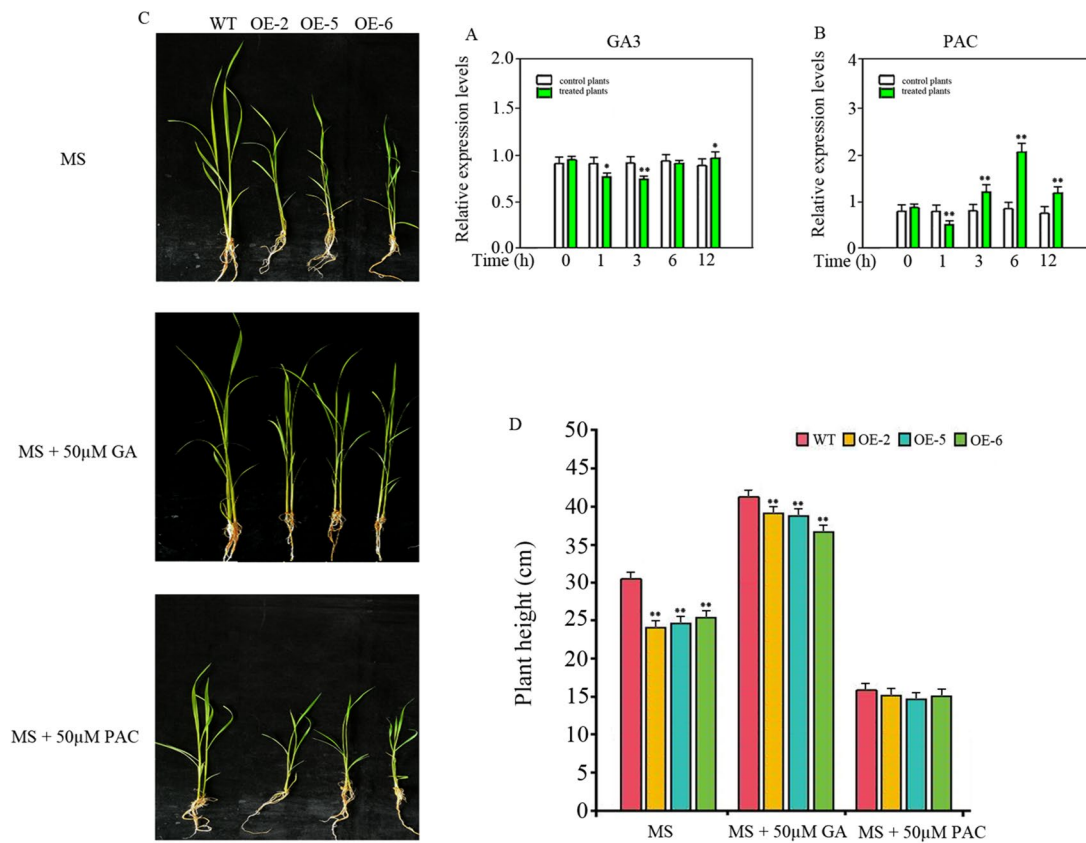 C
WT OE-2 OE-5 OE-6
MS
MS + 50μM GA
MS + 50μM PAC
A
GA3
Relative expression levels
2.0
1.5
1.0
0.5
0.0
control plants
treated plants
* ** *
Time (h) 0 1 3 6 12
B
PAC
Relative expression levels
4
3
2
1
0
control plants
treated plants
** ** ** **
Time (h) 0 1 3 6 12
D
WT OE-2 OE-5 OE-6
Plant height (cm)
50
45
40
35
30
25
20
15
10
5
0
** ** ** ** ** **
MS MS + 50μM GA MS + 50μM PAC